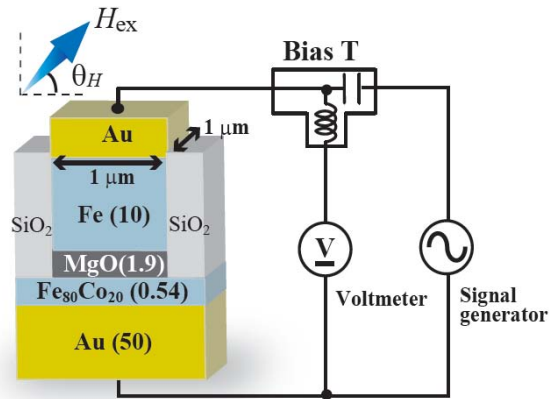 H_ex
θ_H
Bias T
Au
1 μm
1 μm
SiO₂
Fe (10)
SiO₂
MgO(1.9)
Fe₈₀Co₂₀ (0.54)
Au (50)
V
Voltmeter
Signal
generator